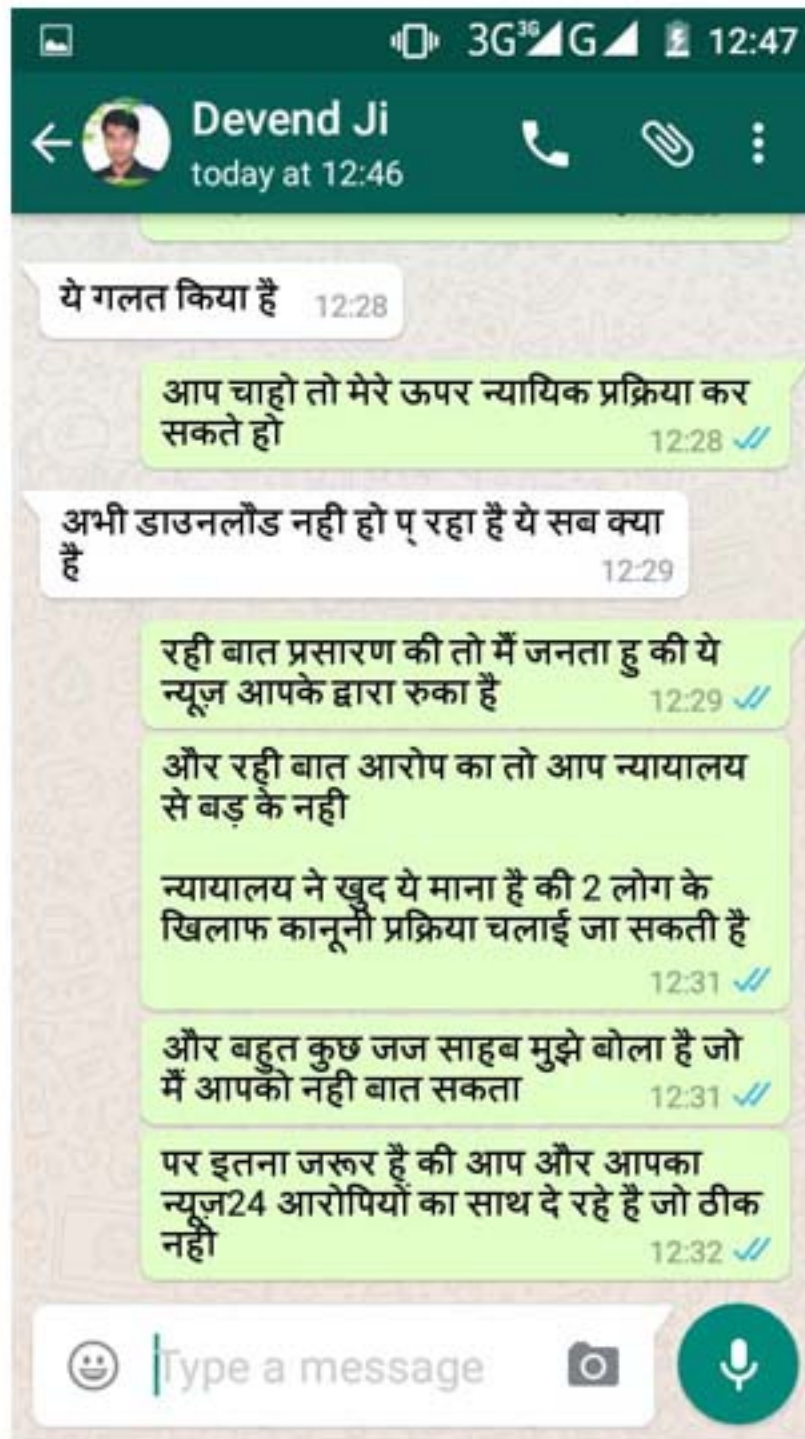 3G 3G G 12:47
Devend Ji
today at 12:46
ये गलत किया है 12:28
आप चाहो तो मेरे ऊपर न्यायिक प्रक्रिया कर
सकते हो 12:28
अभी डाउनलौड नही हो प् रहा है ये सब क्या
है 12:29
रही बात प्रसारण की तो मैं जनता हु की ये
न्यूज़ आपके द्वारा रुका है 12:29
और रही बात आरोप का तो आप न्यायालय
से बड़ के नही
न्यायालय ने खुद ये माना है की 2 लोग के
खिलाफ कानूनी प्रक्रिया चलाई जा सकती है
12:31
और बहुत कुछ जज साहब मुझे बोला है जो
मैं आपको नही बात सकता 12:31
पर इतना जरूर है की आप और आपका
न्यूज़24 आरोपियों का साथ दे रहे है जो ठीक
नही 12:32
Type a message